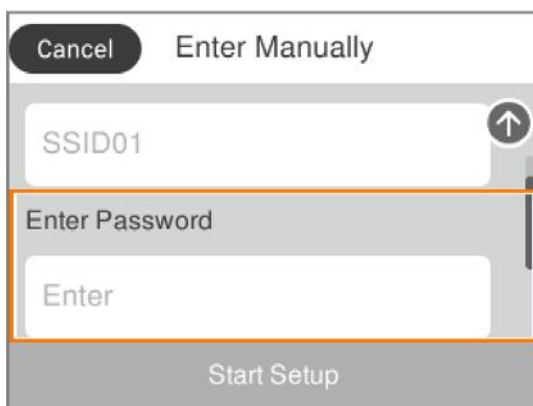 Cancel Enter Manually
SSID01
Enter Password
Enter
Start Setup